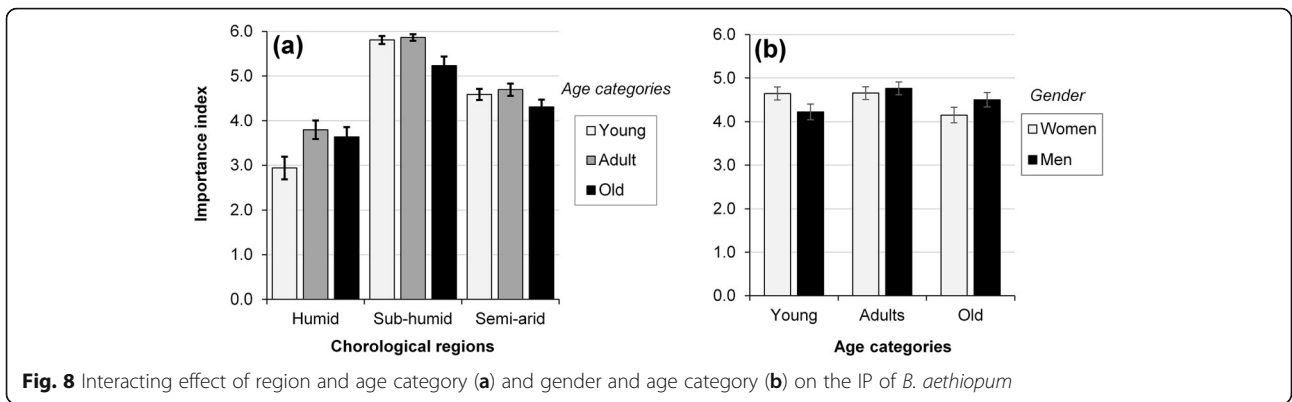 (a)
6.0
5.0
4.0
3.0
2.0
1.0
0.0
Importance index
Humid Sub-humid Semi-arid
Chorological regions
Age categories
Young
Adult
Old
(b)
6.0
5.0
4.0
3.0
2.0
1.0
0.0
Young Adults Old
Age categories
Gender
Women
Men
Fig. 8 Interacting effect of region and age category (a) and gender and age category (b) on the IP of B. aethiopum